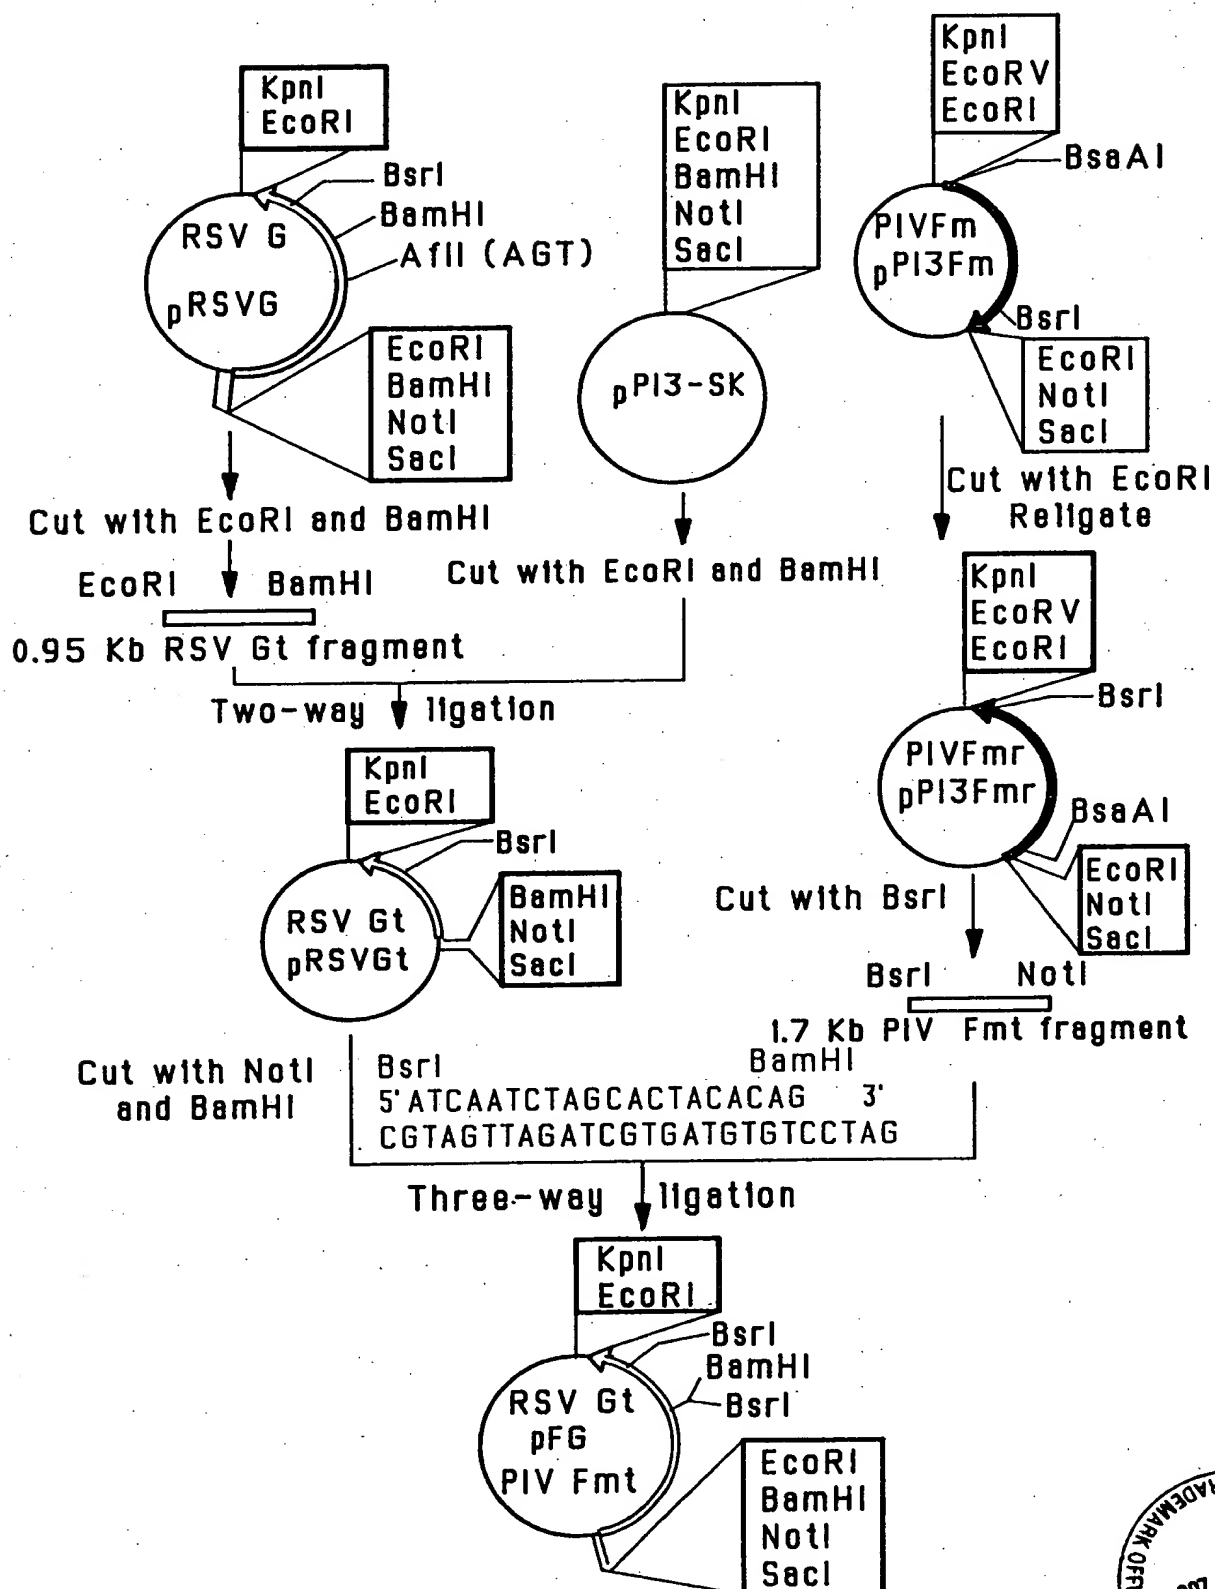 KpnI
EcoRI
BsrI
BamHI
AflI (AGT)
RSV G
pRSVG
EcoRI
BamHI
NotI
SacI
Cut with EcoRI and BamHI
EcoRI BamHI
0.95 Kb RSV Gt fragment
KpnI
EcoRI
BamHI
NotI
SacI
pPI3-SK
Cut with EcoRI and BamHI
KpnI
EcoRV
EcoRI
BsaAI
PIVFm
pPI3Fm
BsrI
EcoRI
NotI
SacI
Cut with EcoRI
Religate
KpnI
EcoRV
EcoRI
BsrI
PIVFmr
pPI3Fmr
BsaAI
EcoRI
NotI
SacI
Cut with BsrI
BsrI NotI
1.7 Kb PIV Fmt fragment
Two-way ligation
KpnI
EcoRI
BsrI
RSV Gt
pRSVGt
BamHI
NotI
SacI
Cut with NotI
and BamHI
BsrI BamHI
5'ATCAATCTAGCACTACACAG 3'
CGTAGTTAGATCGTGATGTGTCCTAG
Three-way ligation
KpnI
EcoRI
BsrI
BamHI
BsrI
RSV Gt
pFG
PIV Fmt
EcoRI
BamHI
NotI
SacI